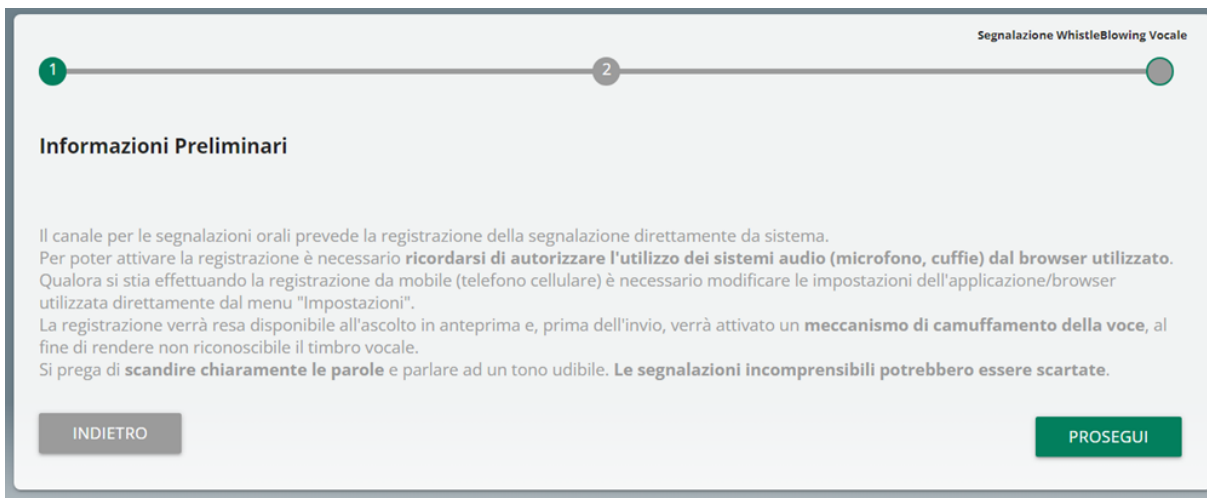 Segnalazione WhistleBlowing Vocale
1
2
Informazioni Preliminari
Il canale per le segnalazioni orali prevede la registrazione della segnalazione direttamente da sistema.
Per poter attivare la registrazione è necessario ricordarsi di autorizzare l'utilizzo dei sistemi audio (microfono, cuffie) dal browser utilizzato.
Qualora si stia effettuando la registrazione da mobile (telefono cellulare) è necessario modificare le impostazioni dell'applicazione/browser
utilizzata direttamente dal menu "Impostazioni".
La registrazione verrà resa disponibile all'ascolto in anteprima e, prima dell'invio, verrà attivato un meccanismo di camuffamento della voce, al
fine di rendere non riconoscibile il timbro vocale.
Si prega di scandire chiaramente le parole e parlare ad un tono udibile. Le segnalazioni incomprensibili potrebbero essere scartate.
INDIETRO
PROSEGUI